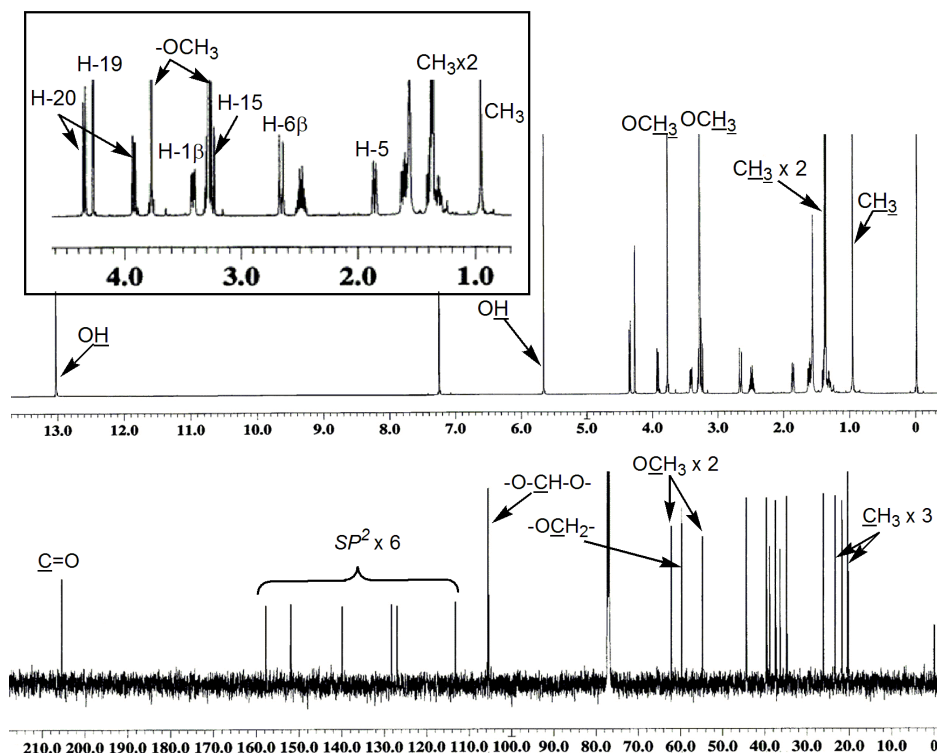 -OCH3
H-19
CH3x2
H-20
H-15
CH3
H-1β
H-6β
H-5
4.0 3.0 2.0 1.0
OCH3 OCH3
CH3 x 2
CH3
OH
OH
13.0 12.0 11.0 10.0 9.0 8.0 7.0 6.0 5.0 4.0 3.0 2.0 1.0 0
OCH3 x 2
-O-CH-O-
-OCH2-
SP2 x 6
CH3 x 3
C=O
210.0 200.0 190.0 180.0 170.0 160.0 150.0 140.0 130.0 120.0 110.0 100.0 90.0 80.0 70.0 60.0 50.0 40.0 30.0 20.0 10.0 0